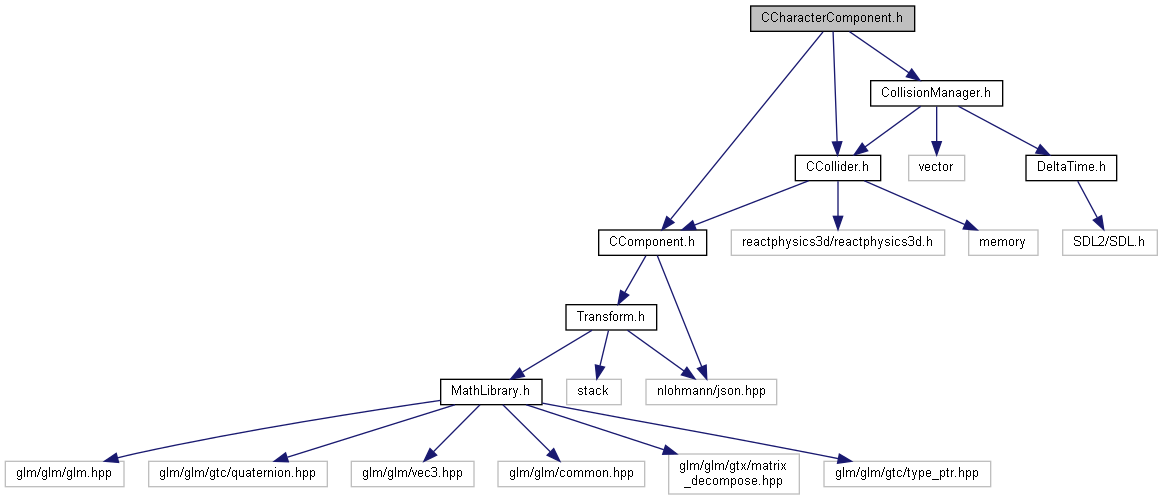 CCharacterComponent.h
CollisionManager.h
CCollider.h
vector
DeltaTime.h
CComponent.h
reactphysics3d/reactphysics3d.h
memory
SDL2/SDL.h
Transform.h
MathLibrary.h
stack
nlohmann/json.hpp
glm/glm/glm.hpp
glm/glm/gtc/quaternion.hpp
glm/glm/vec3.hpp
glm/glm/common.hpp
glm/glm/gtx/matrix
_decompose.hpp
glm/glm/gtc/type_ptr.hpp